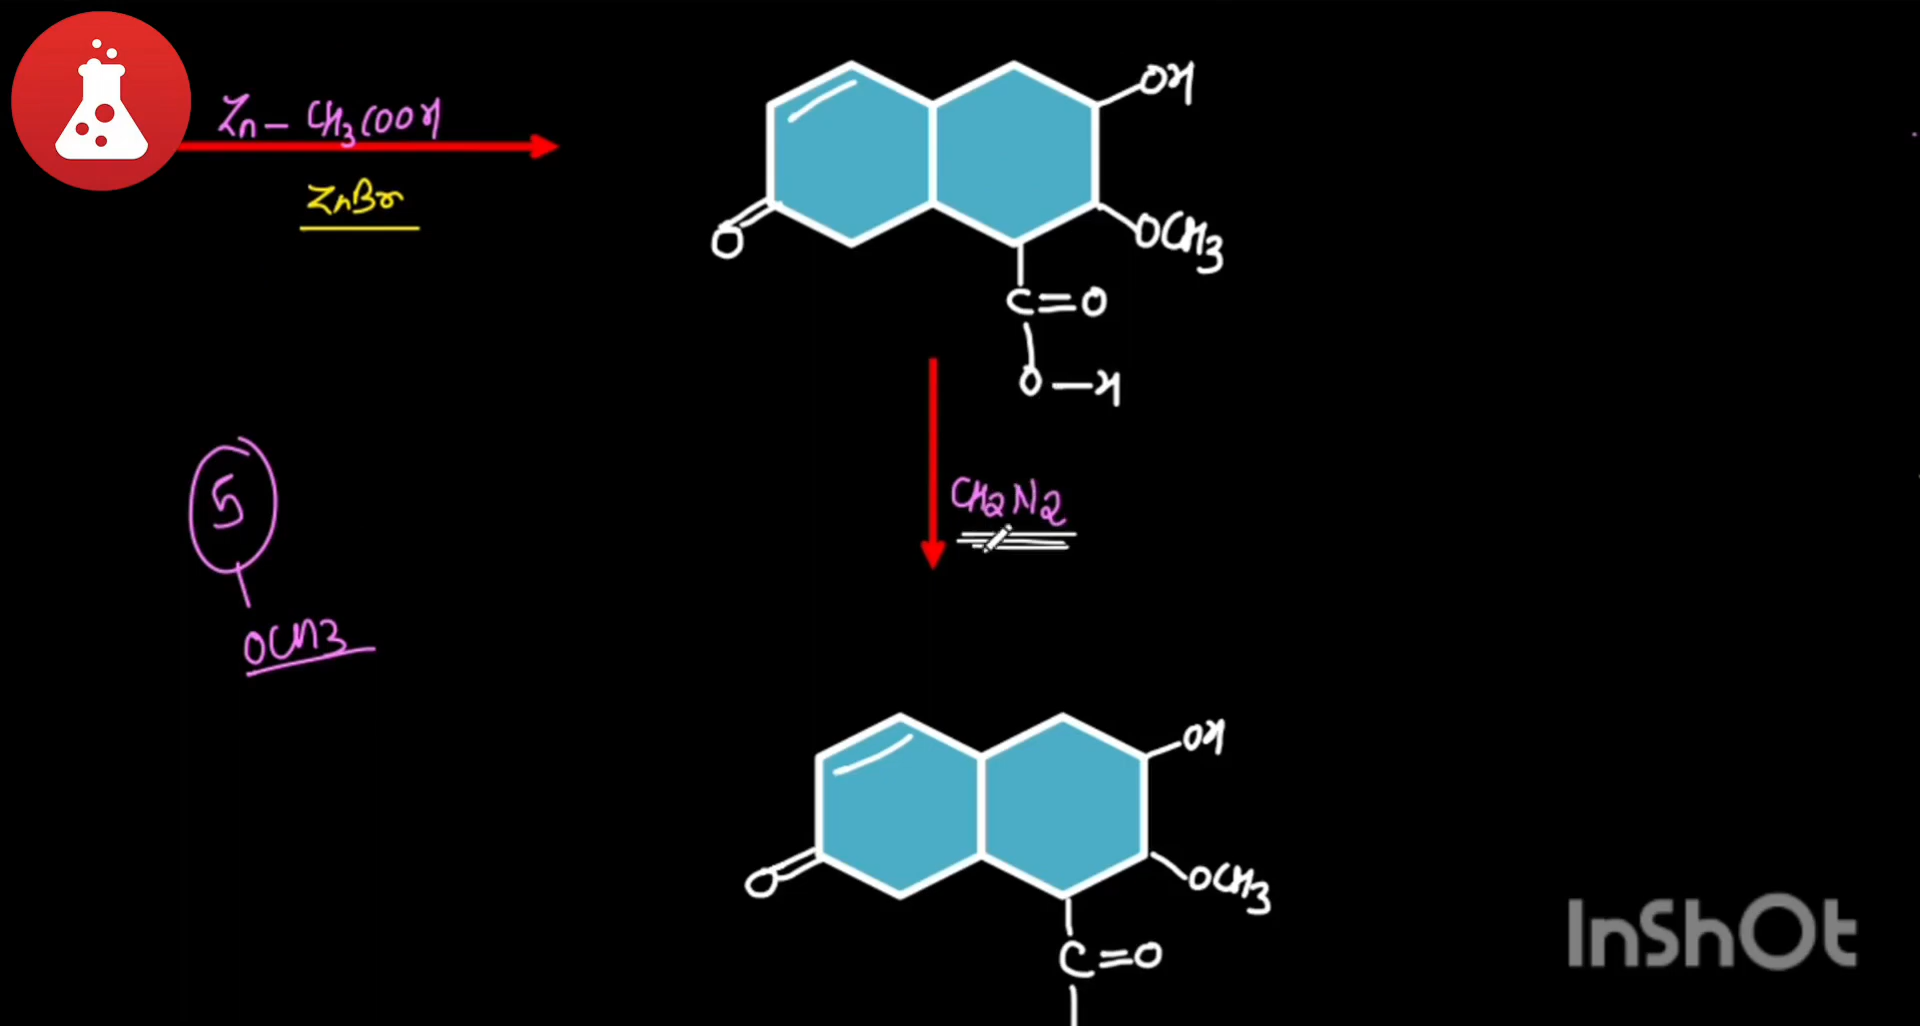 OH
Zn - CH3COOH
ZnBr
OCH3
O
C=O
O-H
CH2N2
5
OCH3
OH
O
OCH3
C=O
InShOt